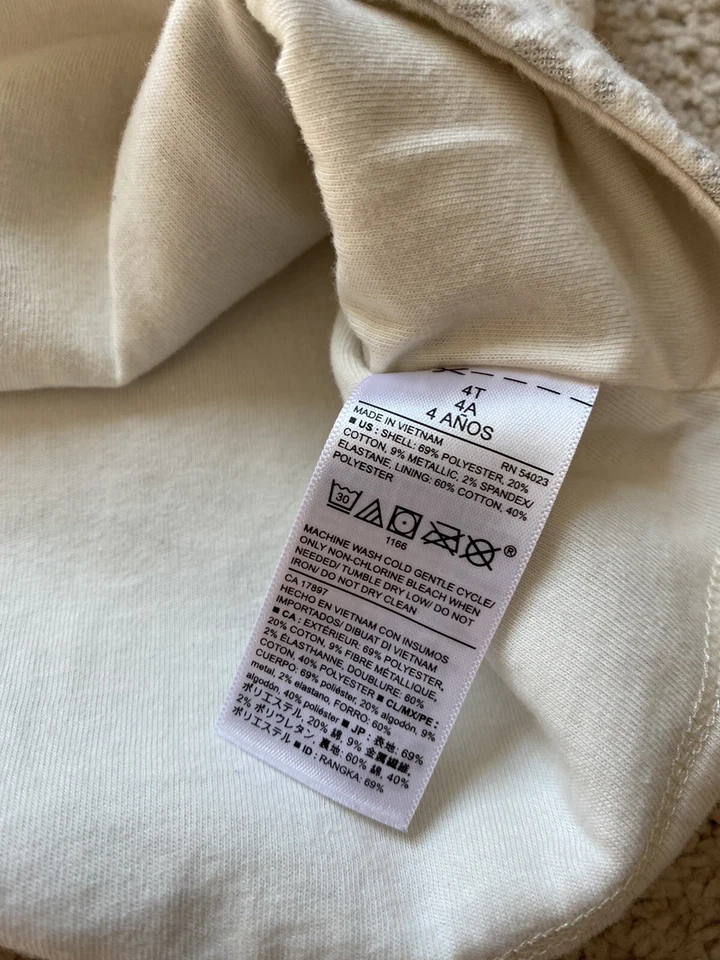 4T
4A
4 AÑOS
MADE IN VIETNAM RN 54023
■ US : SHELL: 69% POLYESTER, 20%
COTTON, 9% METALLIC, 2% SPANDEX/
ELASTANE, LINING: 60% COTTON, 40%
POLYESTER
30
®
1166
MACHINE WASH COLD GENTLE CYCLE/
ONLY NON-CHLORINE BLEACH WHEN
NEEDED/ TUMBLE DRY LOW/ DO NOT
IRON/ DO NOT DRY CLEAN
CA 17897
HECHO EN VIETNAM CON INSUMOS
IMPORTADOS/ DIBUAT DI VIETNAM
■ CA : EXTÉRIEUR: 69% POLYESTER,
20% COTON, 9% FIBRE MÉTALLIQUE,
2% ÉLASTHANNE, DOUBLURE: 60%
COTON, 40% POLYESTER ■ CL/MX/PE :
CUERPO: 69% poliéster, 20% algodón, 9%
metal, 2% elastano, FORRO: 60%
algodón, 40% poliéster ■ JP : 表地: 69%
ポリエステル, 20% 綿, 9% 金属繊維,
2% ポリウレタン, 裏地: 60% 綿, 40%
ポリエステル ■ ID : RANGKA: 69%